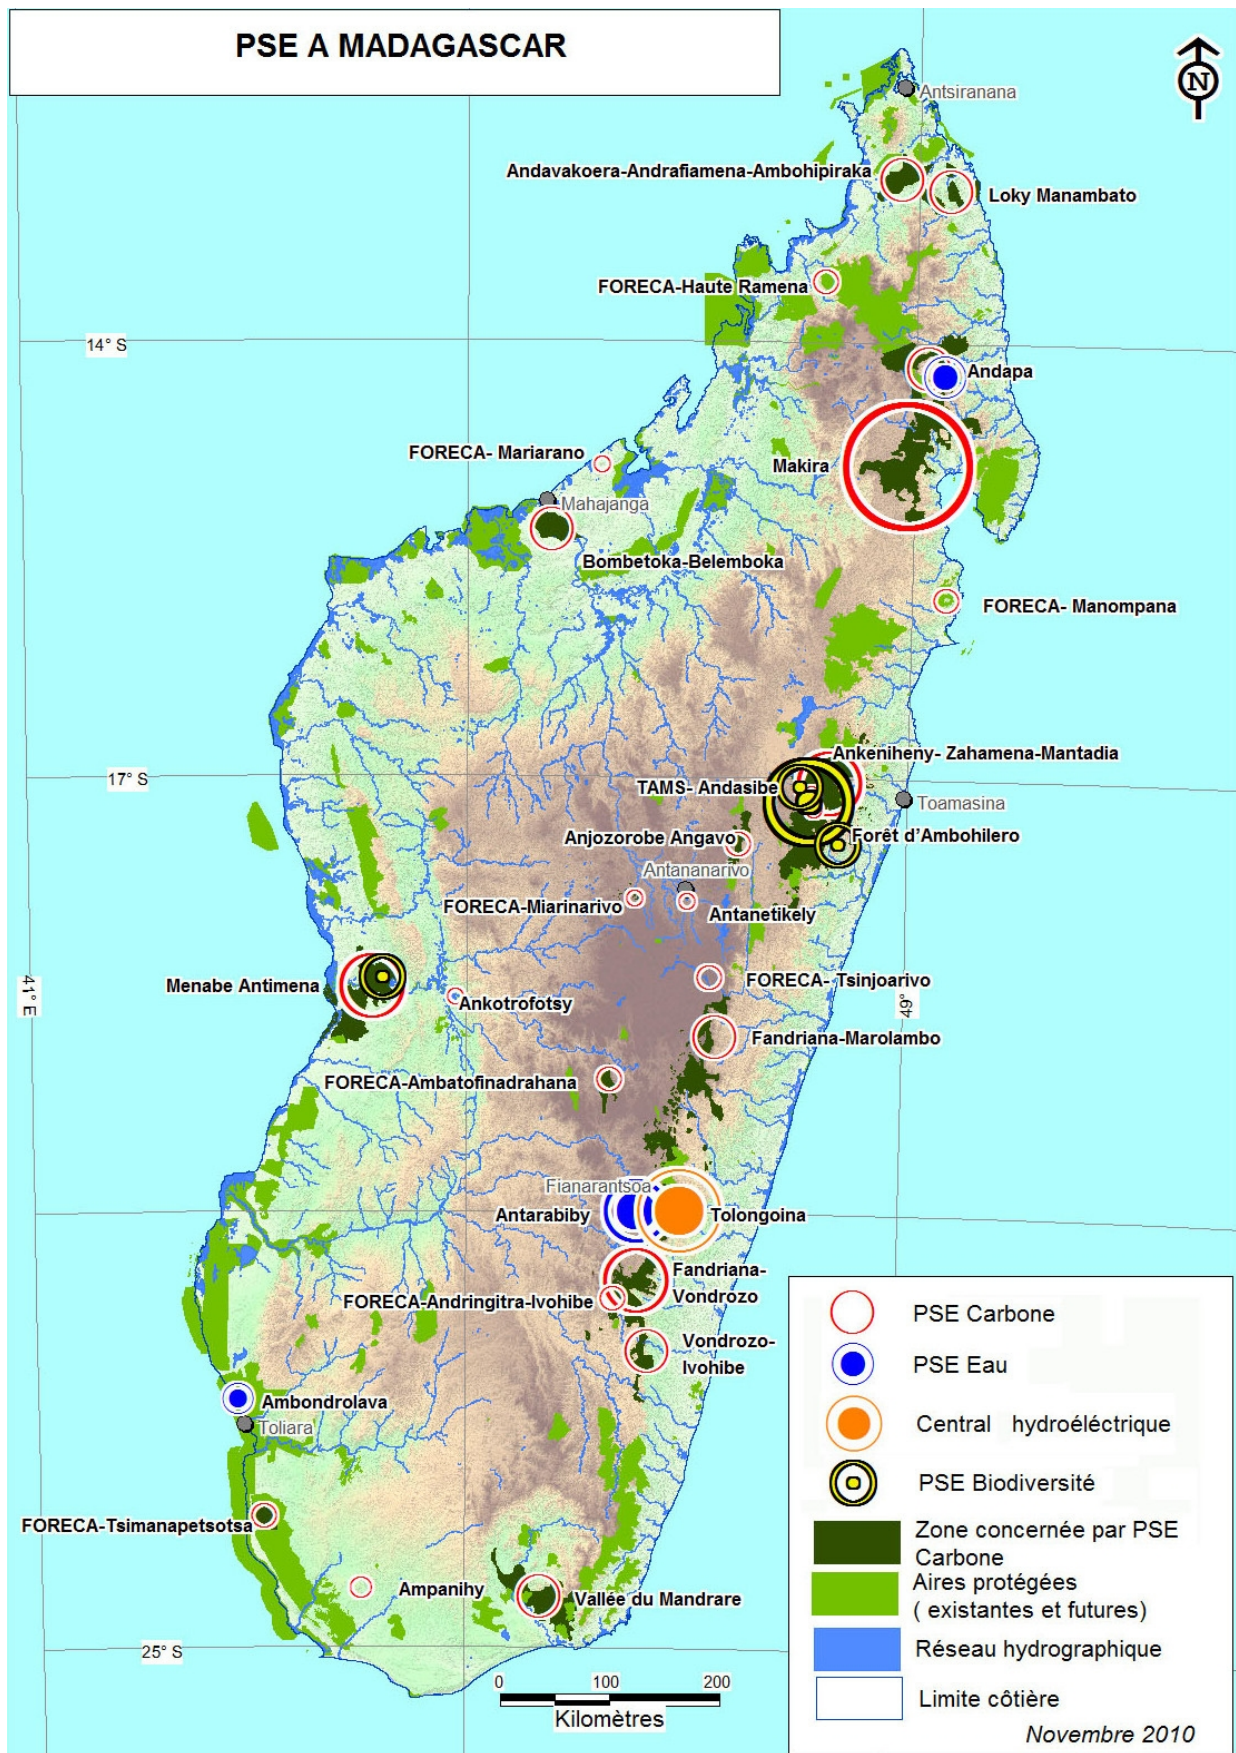 PSE A MADAGASCAR
N
Antsiranana
Andavakoera-Andrafiamena-Ambohipiraka
Loky Manambato
FORECA-Haute Ramena
14° S
Andapa
FORECA- Mariarano
Makira
Mahajanga
Bombetoka-Belemboka
FORECA- Manompana
Ankeniheny- Zahamena-Mantadia
17° S
TAMS- Andasibe
Toamasina
Anjozorobe Angavo
Forêt d'Ambohilero
Antananarivo
FORECA-Miarinarivo
Antanetikely
Menabe Antimena
FORECA- Tsinjoarivo
41° E
49°
Ankotrofotsy
Fandriana-Marolambo
FORECA-Ambatofinadrahana
Fianarantsoa
Antarabiby
Tolongoina
Fandriana-
Vondrozo
FORECA-Andringitra-Ivohibe
Vondrozo-
Ivohibe
Ambondrolava
Toliara
FORECA-Tsimanapetsotsa
Ampanihy
Vallée du Mandrare
25° S
0 100 200
Kilomètres
PSE Carbone
PSE Eau
Central hydroéléctrique
PSE Biodiversité
Zone concernée par PSE
Carbone
Aires protégées
( existantes et futures)
Réseau hydrographique
Limite côtière
Novembre 2010